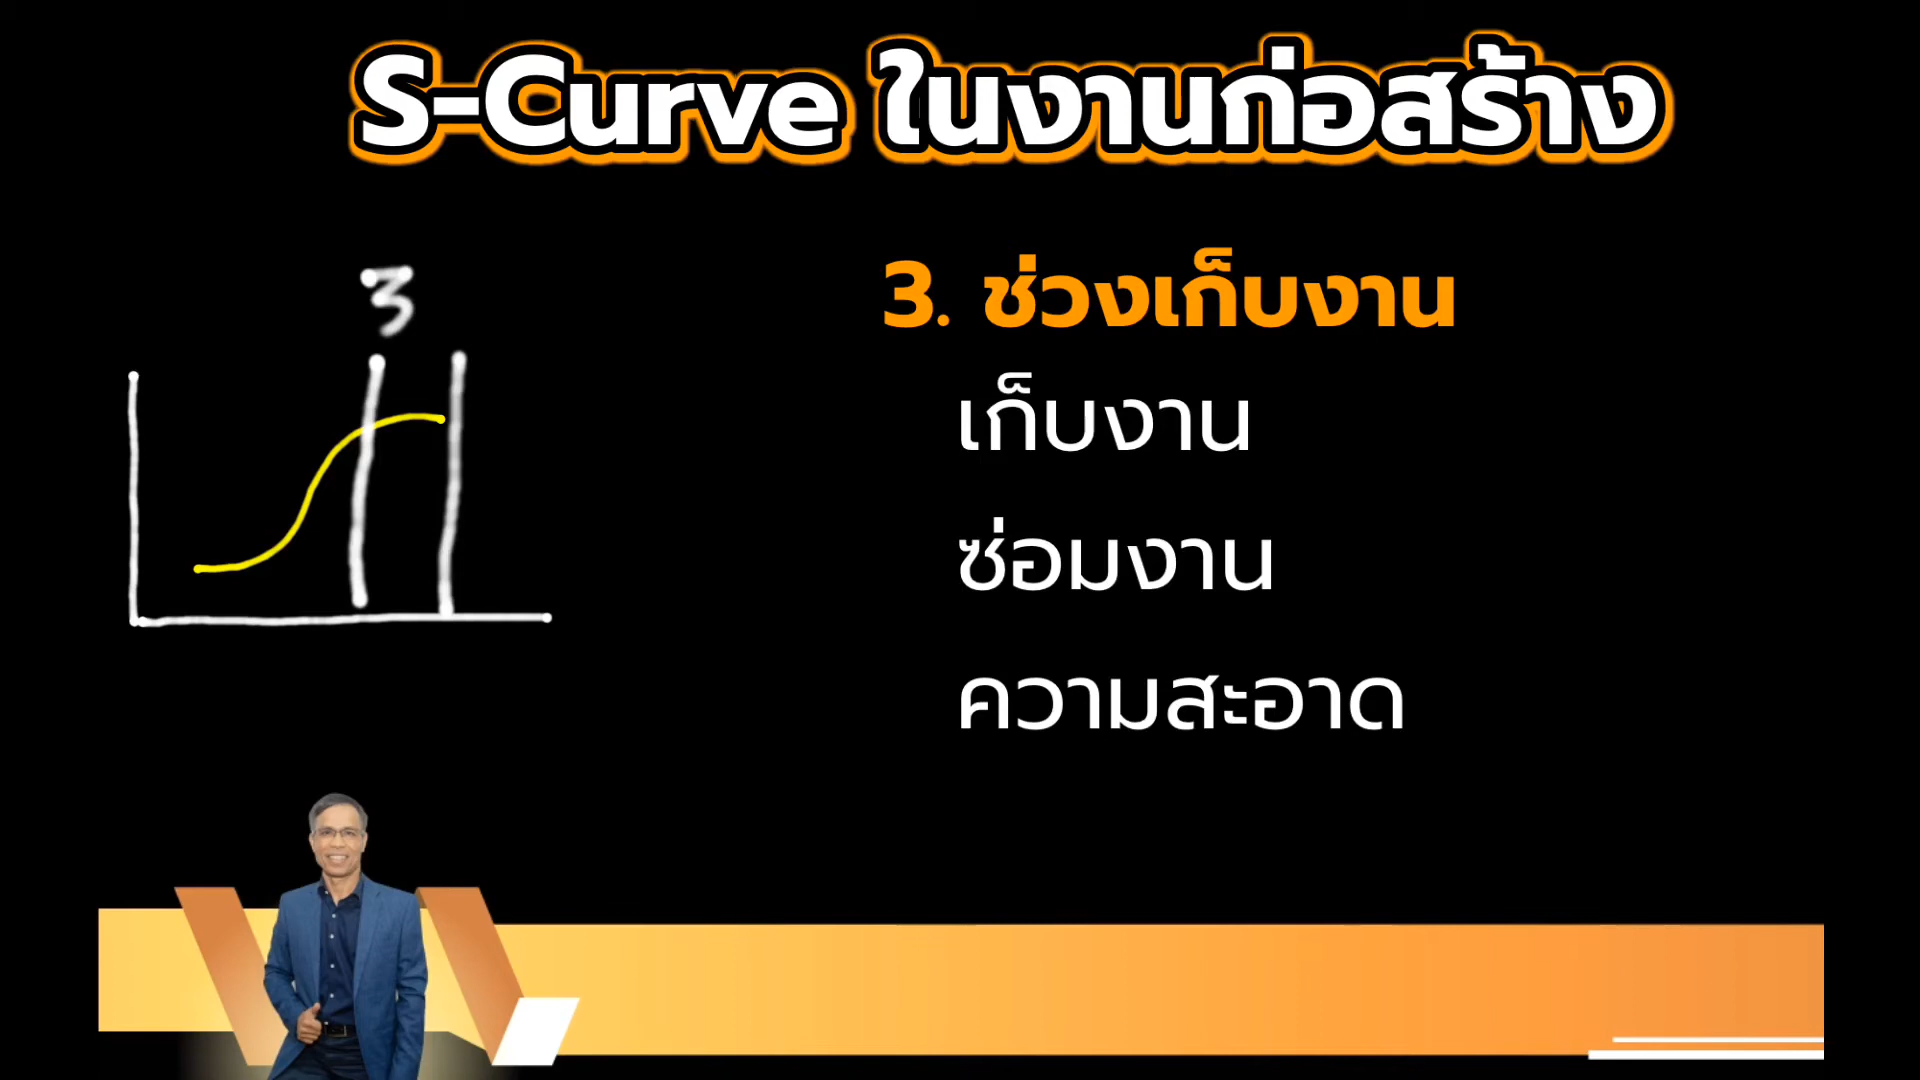 S-Curve ในงานก่อสร้าง
3
3. ช่วงเก็บงาน
เก็บงาน
ซ่อมงาน
ความสะอาด